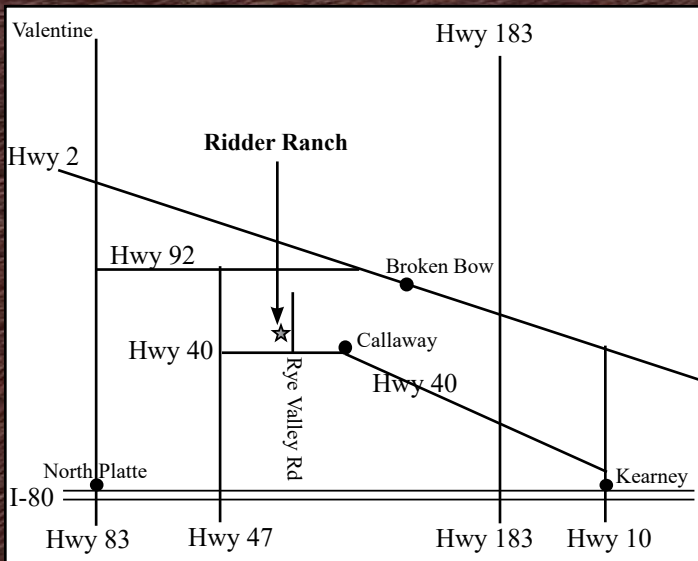 Valentine
Hwy 183
Ridder Ranch
Hwy 2
Hwy 92
Broken Bow
Hwy 40
Callaway
Hwy 40
Rye Valley Rd
North Platte
Kearney
I-80
Hwy 83
Hwy 47
Hwy 183
Hwy 10